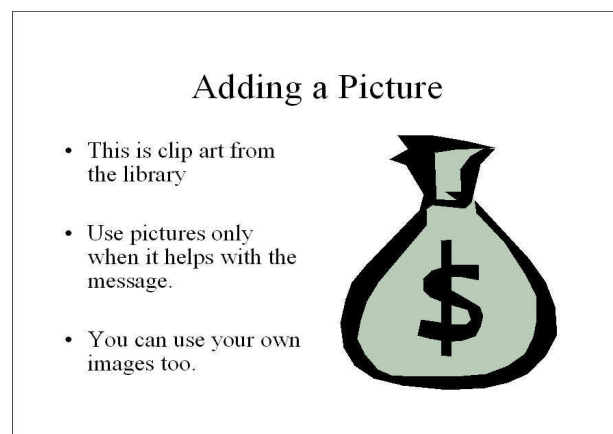 Adding a Picture
• This is clip art from
the library
• Use pictures only
when it helps with the
message.
• You can use your own
images too.
$